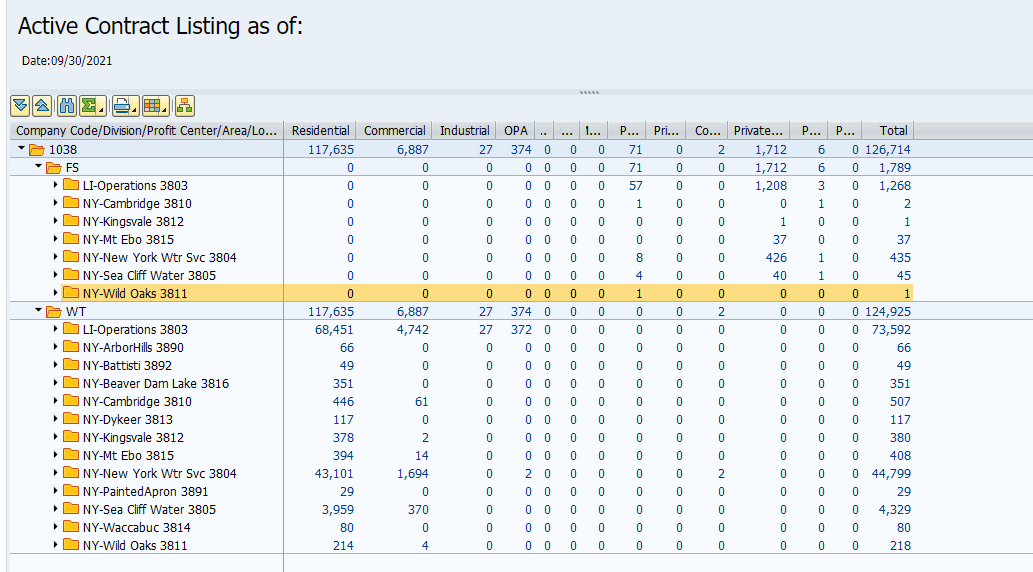 Active Contract Listing as of:
Date:09/30/2021
Company Code/Division/Profit Center/Area/Lo... Residential Commercial Industrial OPA .. ... !... P... Pri... Co... Private... P... P... Total
1038 117,635 6,887 27 374 0 0 0 71 0 2 1,712 6 0 126,714
FS 0 0 0 0 0 0 0 71 0 0 1,712 6 0 1,789
LI-Operations 3803 0 0 0 0 0 0 0 57 0 0 1,208 3 0 1,268
NY-Cambridge 3810 0 0 0 0 0 0 0 1 0 0 0 1 0 2
NY-Kingsvale 3812 0 0 0 0 0 0 0 0 0 0 1 0 0 1
NY-Mt Ebo 3815 0 0 0 0 0 0 0 0 0 0 37 0 0 37
NY-New York Wtr Svc 3804 0 0 0 0 0 0 0 8 0 0 426 1 0 435
NY-Sea Cliff Water 3805 0 0 0 0 0 0 0 4 0 0 40 1 0 45
NY-Wild Oaks 3811 0 0 0 0 0 0 0 1 0 0 0 0 0 1
WT 117,635 6,887 27 374 0 0 0 0 0 2 0 0 0 124,925
LI-Operations 3803 68,451 4,742 27 372 0 0 0 0 0 0 0 0 0 73,592
NY-ArborHills 3890 66 0 0 0 0 0 0 0 0 0 0 0 0 66
NY-Battisti 3892 49 0 0 0 0 0 0 0 0 0 0 0 0 49
NY-Beaver Dam Lake 3816 351 0 0 0 0 0 0 0 0 0 0 0 0 351
NY-Cambridge 3810 446 61 0 0 0 0 0 0 0 0 0 0 0 507
NY-Dykeer 3813 117 0 0 0 0 0 0 0 0 0 0 0 0 117
NY-Kingsvale 3812 378 2 0 0 0 0 0 0 0 0 0 0 0 380
NY-Mt Ebo 3815 394 14 0 0 0 0 0 0 0 0 0 0 0 408
NY-New York Wtr Svc 3804 43,101 1,694 0 2 0 0 0 0 0 2 0 0 0 44,799
NY-PaintedApron 3891 29 0 0 0 0 0 0 0 0 0 0 0 0 29
NY-Sea Cliff Water 3805 3,959 370 0 0 0 0 0 0 0 0 0 0 0 4,329
NY-Waccabuc 3814 80 0 0 0 0 0 0 0 0 0 0 0 0 80
NY-Wild Oaks 3811 214 4 0 0 0 0 0 0 0 0 0 0 0 218